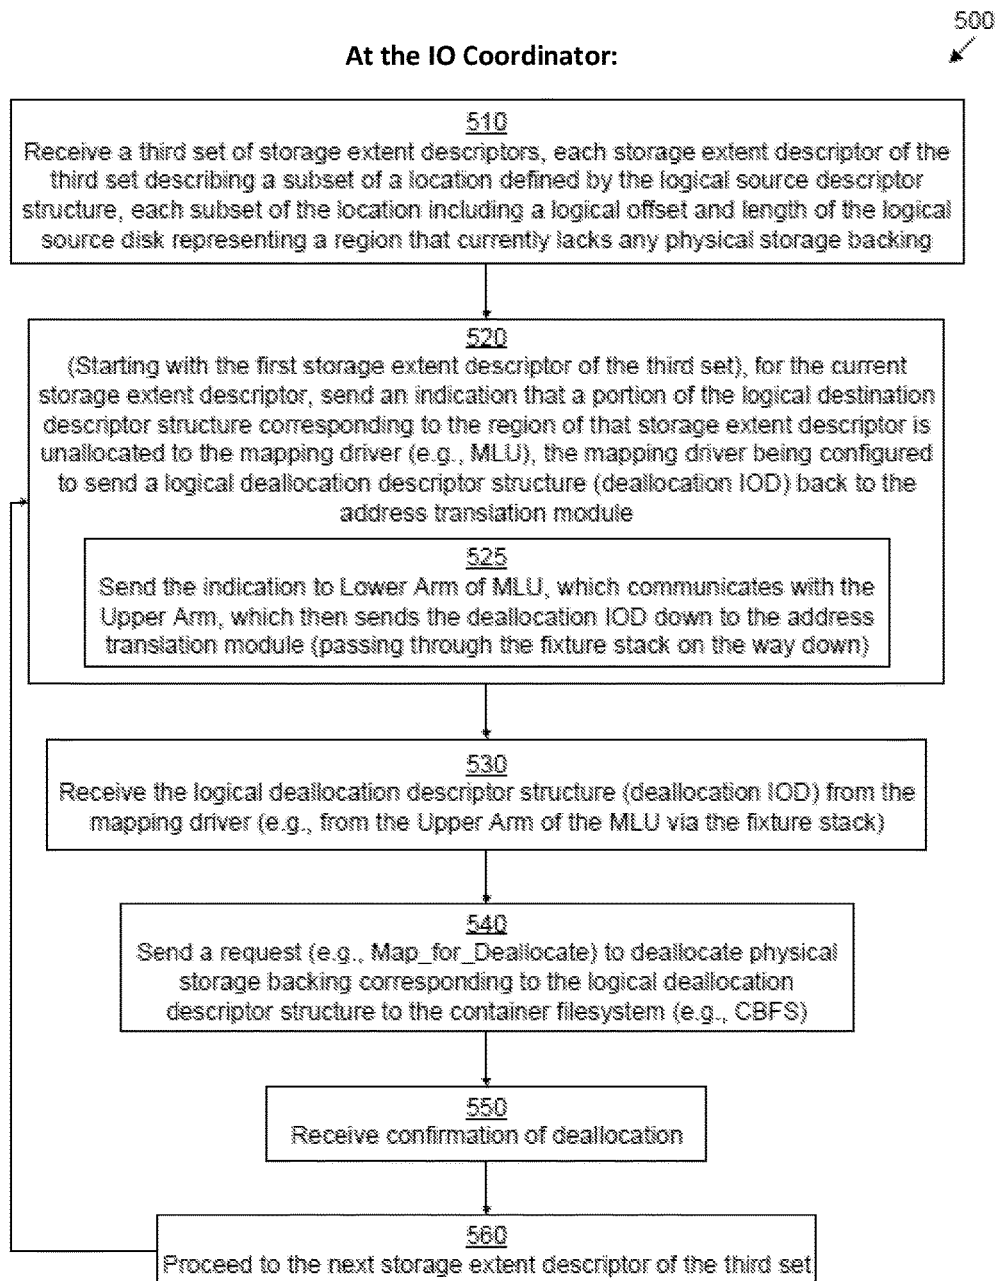 500
At the IO Coordinator:
510
Receive a third set of storage extent descriptors, each storage extent descriptor of the
third set describing a subset of a location defined by the logical source descriptor
structure, each subset of the location including a logical offset and length of the logical
source disk representing a region that currently lacks any physical storage backing
520
(Starting with the first storage extent descriptor of the third set), for the current
storage extent descriptor, send an indication that a portion of the logical destination
descriptor structure corresponding to the region of that storage extent descriptor is
unallocated to the mapping driver (e.g., MLU), the mapping driver being configured
to send a logical deallocation descriptor structure (deallocation IOD) back to the
address translation module
525
Send the indication to Lower Arm of MLU, which communicates with the
Upper Arm, which then sends the deallocation IOD down to the address
translation module (passing through the fixture stack on the way down)
530
Receive the logical deallocation descriptor structure (deallocation IOD) from the
mapping driver (e.g., from the Upper Arm of the MLU via the fixture stack)
540
Send a request (e.g., Map_for_Deallocate) to deallocate physical
storage backing corresponding to the logical deallocation
descriptor structure to the container filesystem (e.g., CBFS)
550
Receive confirmation of deallocation
560
Proceed to the next storage extent descriptor of the third set